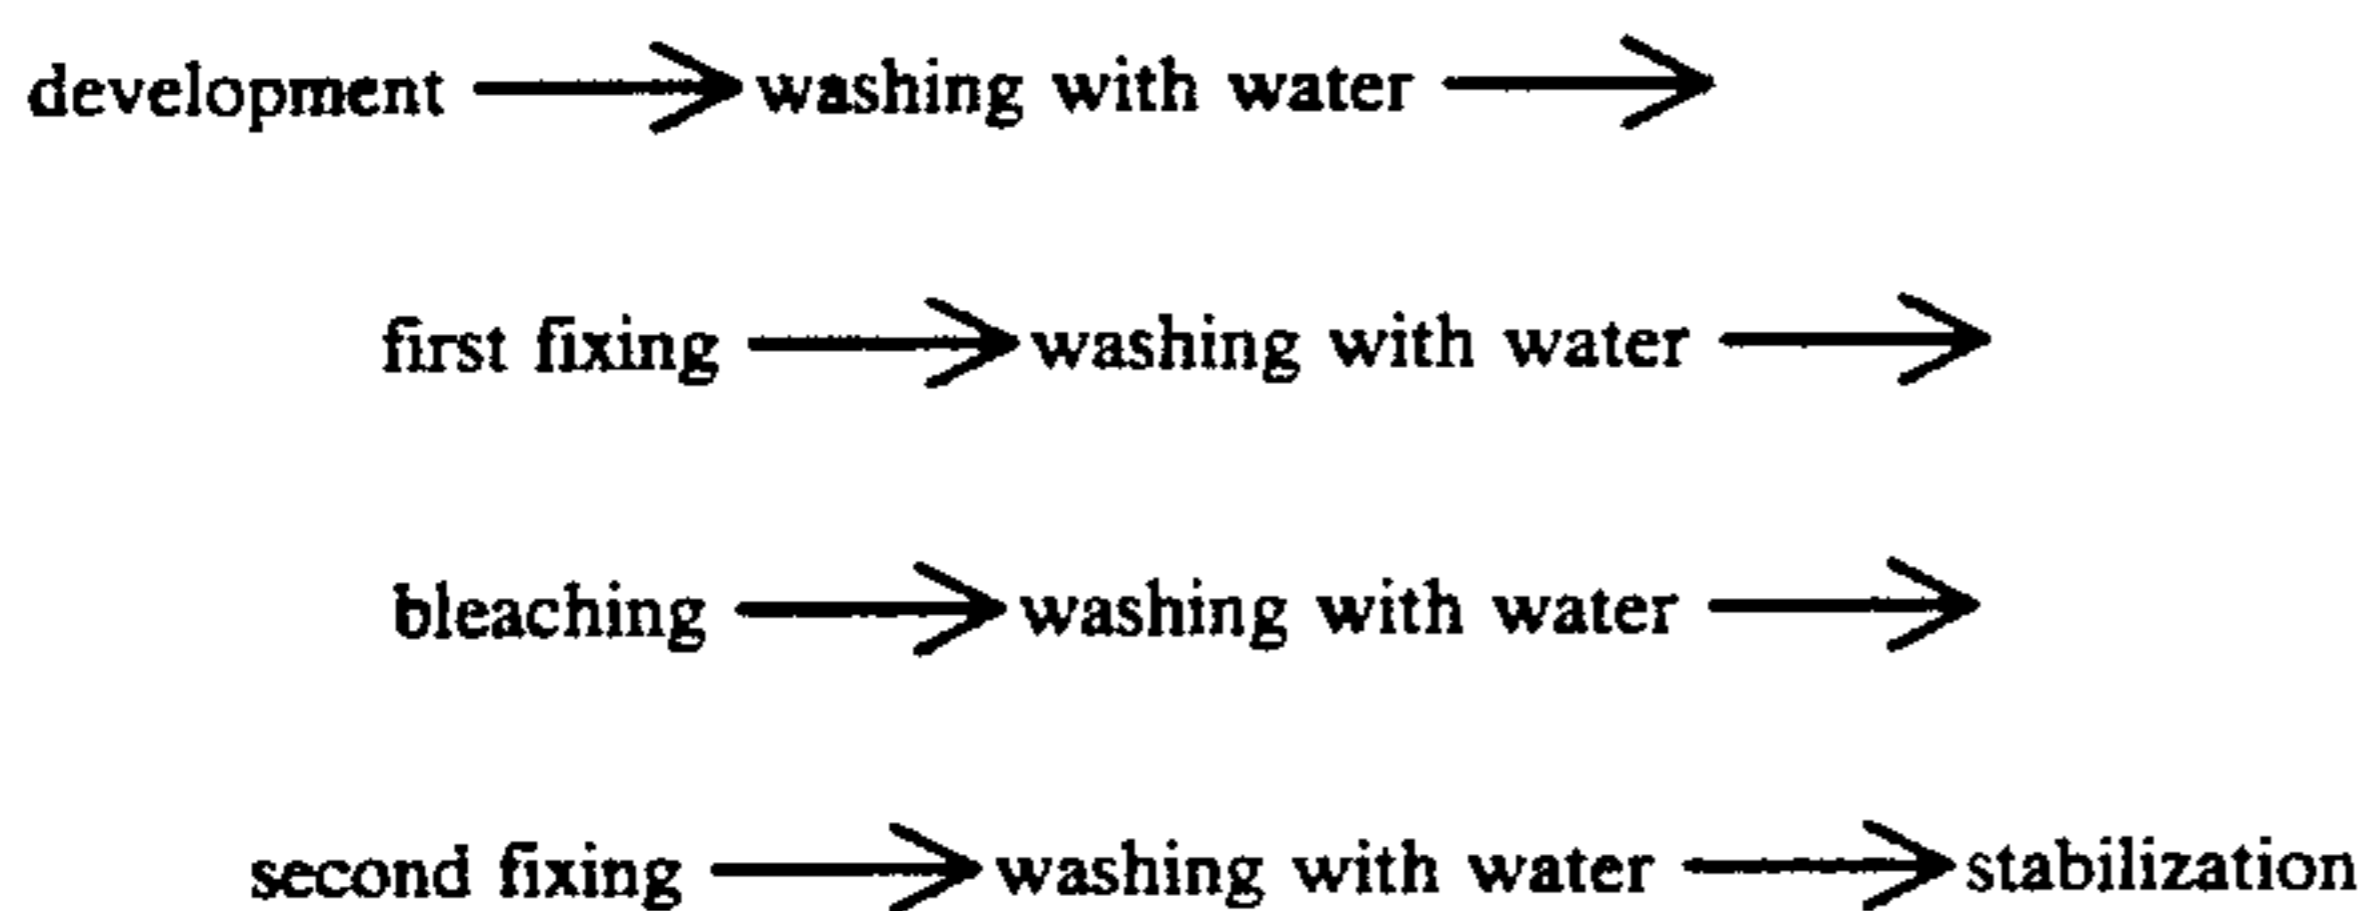 development → washing with water →
first fixing → washing with water →
bleaching → washing with water →
second fixing → washing with water → stabilization